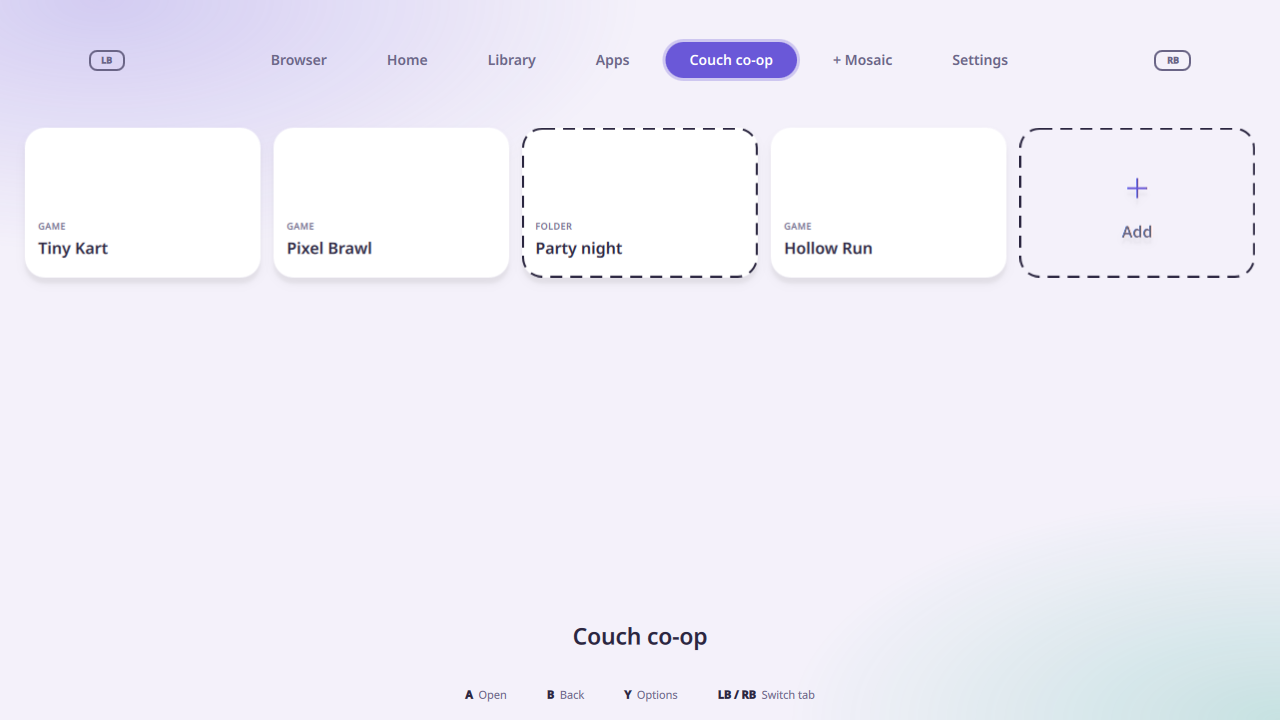 LB Browser Home Library Apps Couch co-op + Mosaic Settings RB
GAME
Tiny Kart
GAME
Pixel Brawl
FOLDER
Party night
GAME
Hollow Run
+
Add
Couch co-op
A Open B Back Y Options LB / RB Switch tab